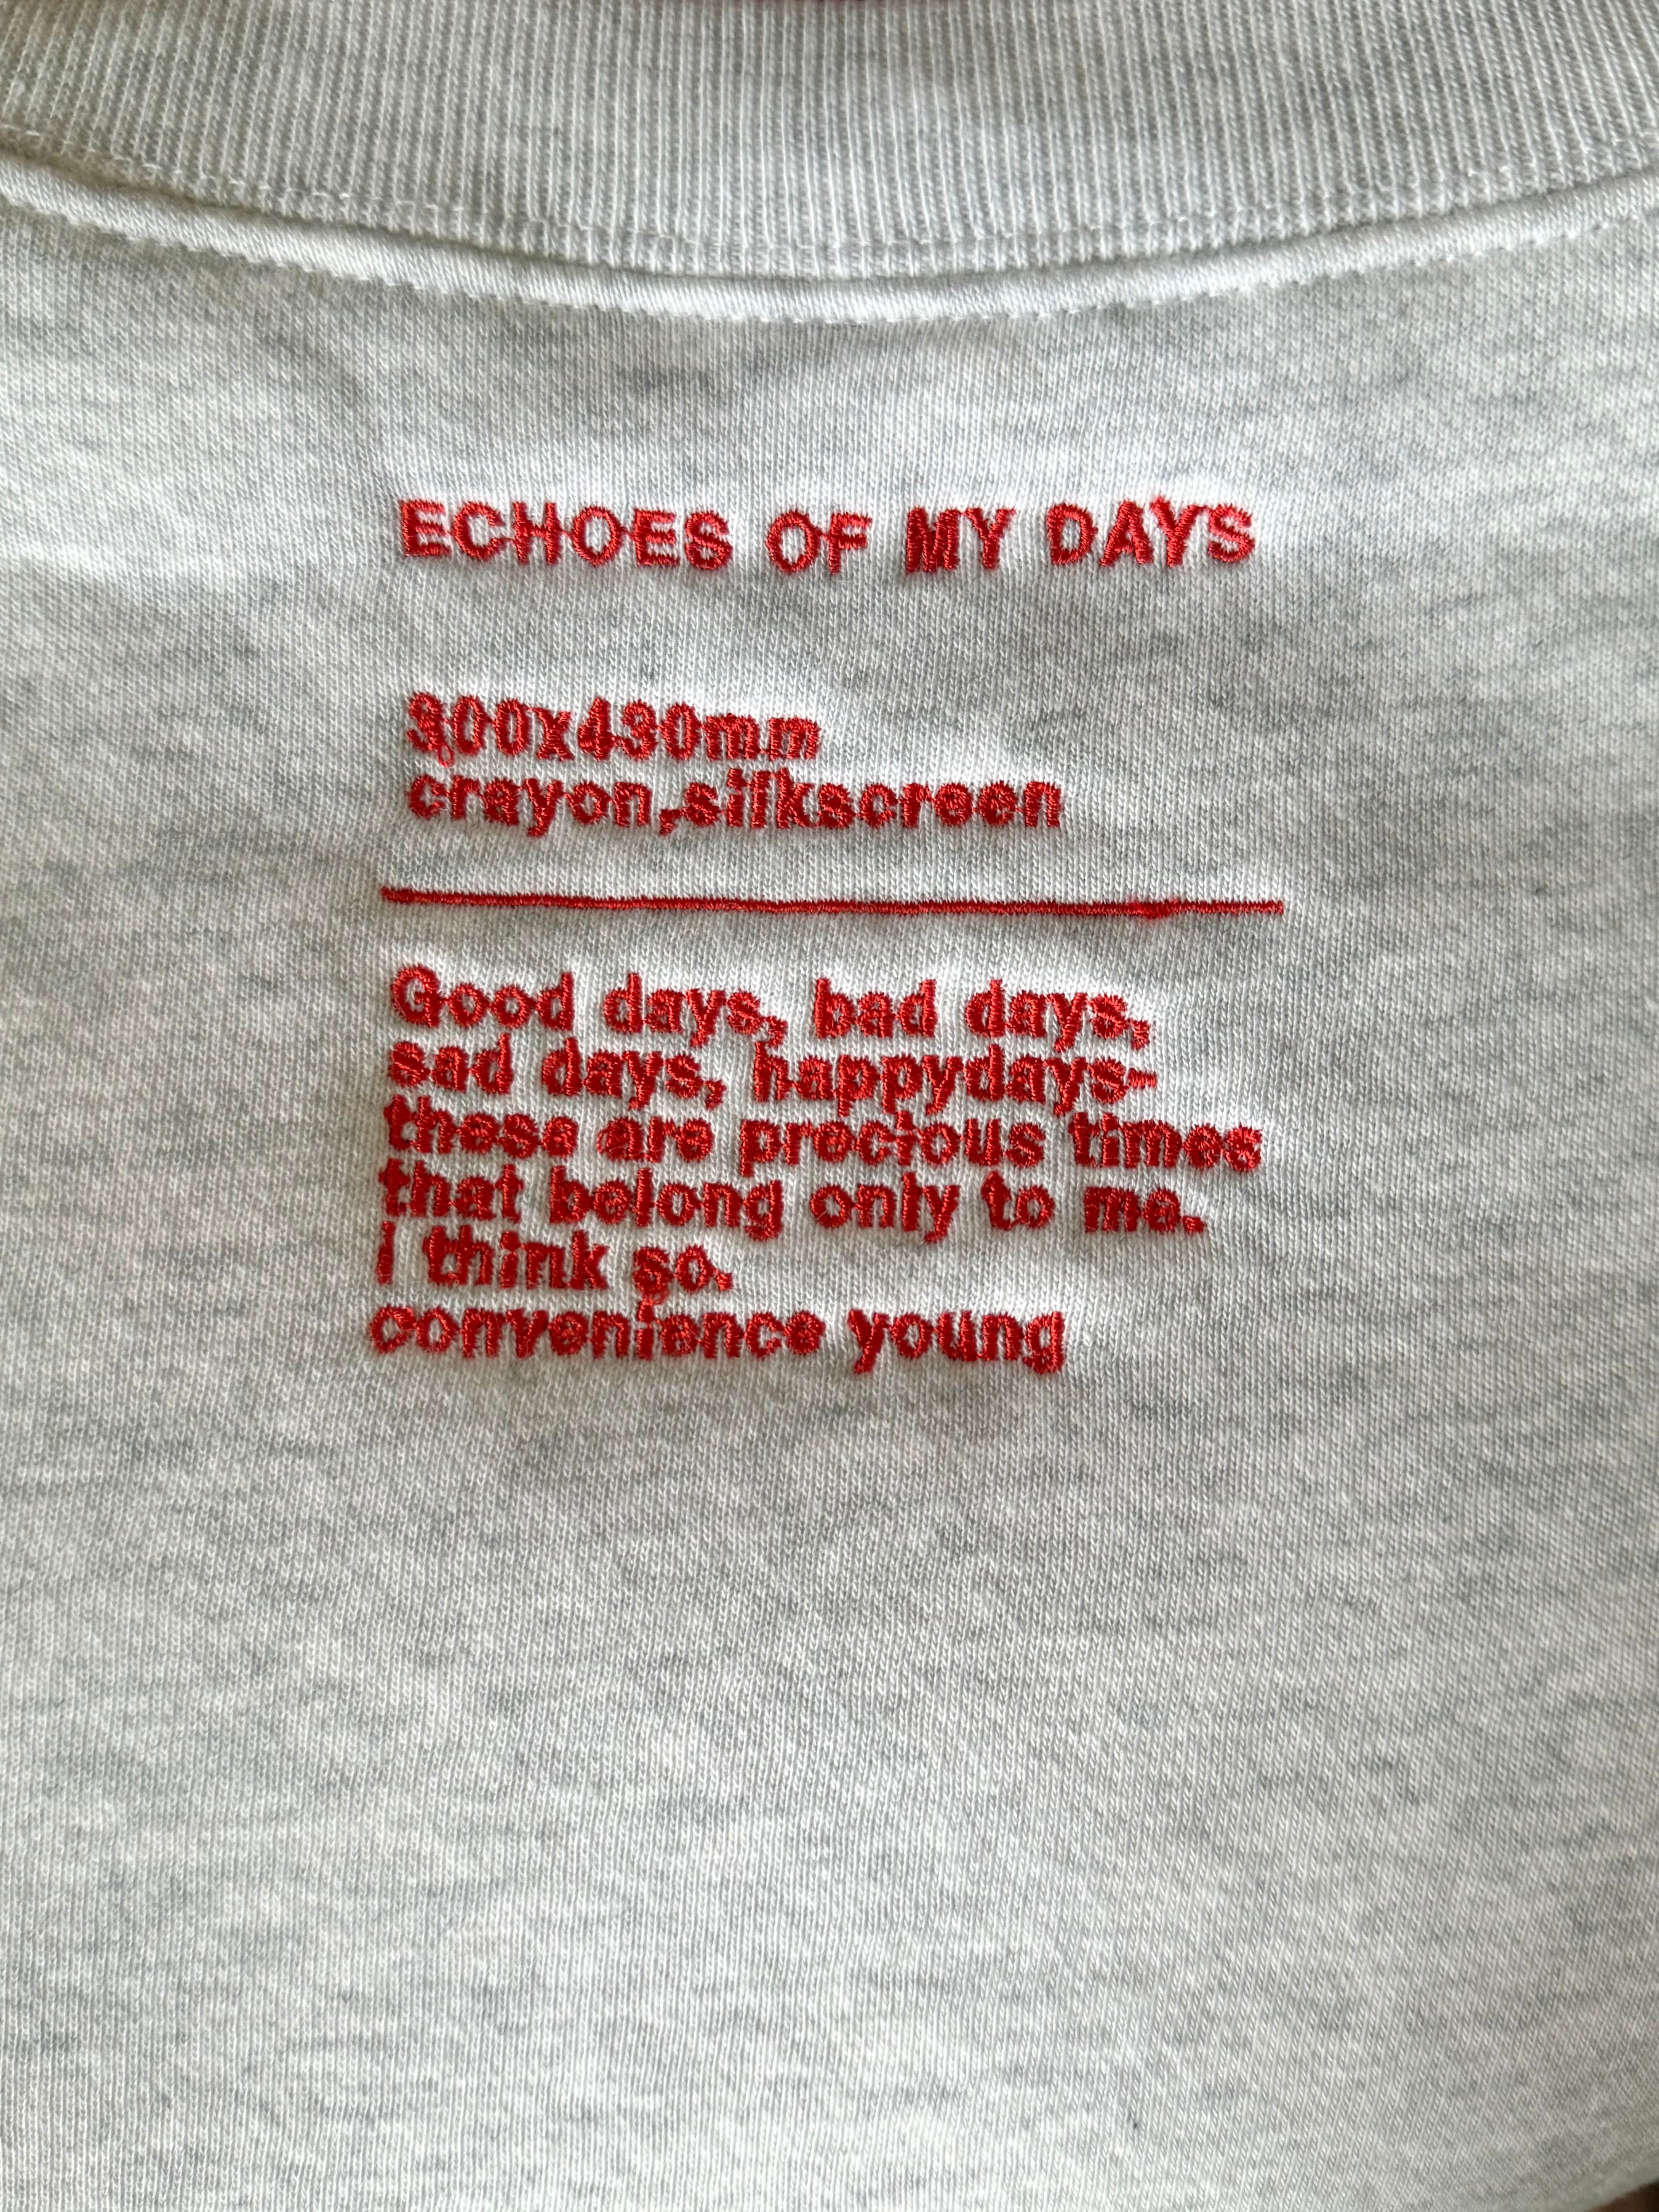 ECHOES OF MY DAYS
300x430mm
crayon,silkscreen
Good days, bad days,
sad days, happydays-
these are precious times
that belong only to me.
I think so.
convenience young